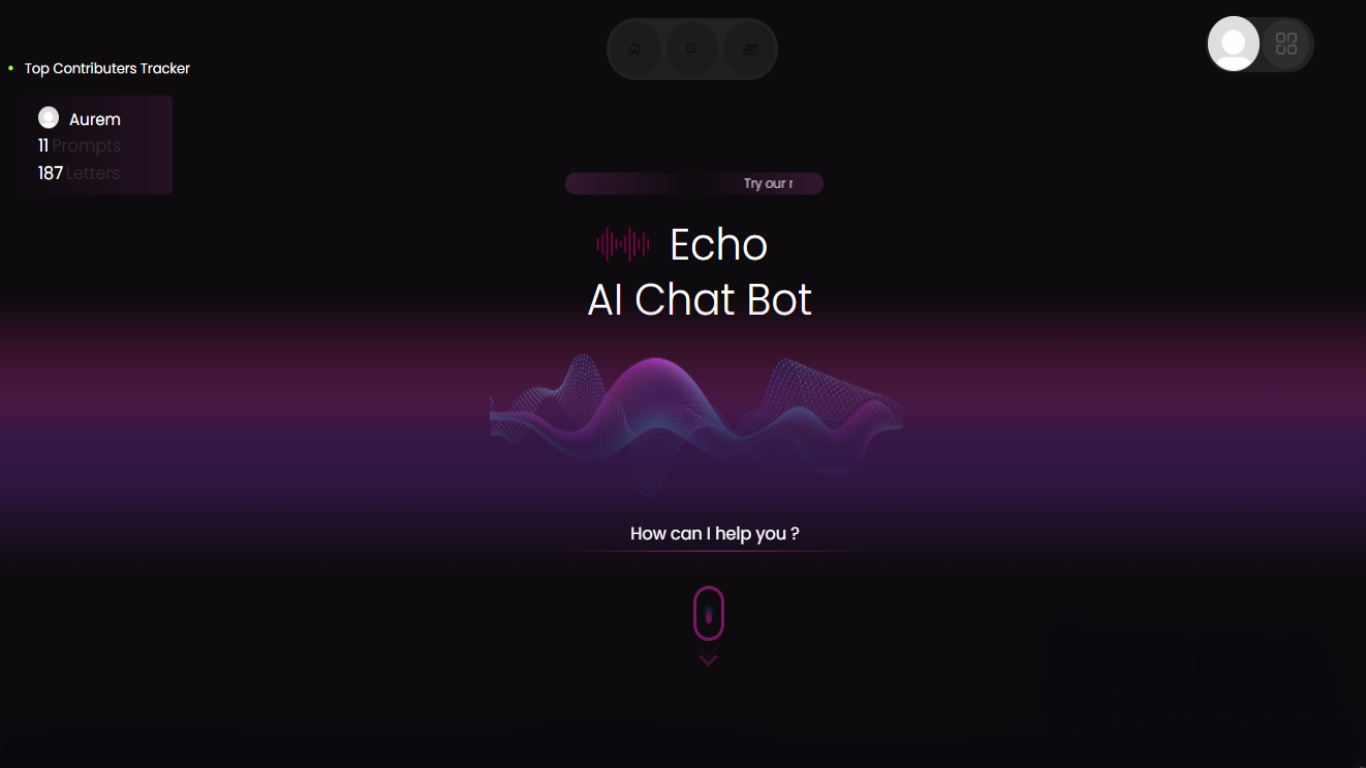 Top Contributers Tracker
Aurem
11 Prompts
187 Letters
Try our
Echo
AI Chat Bot
How can I help you ?